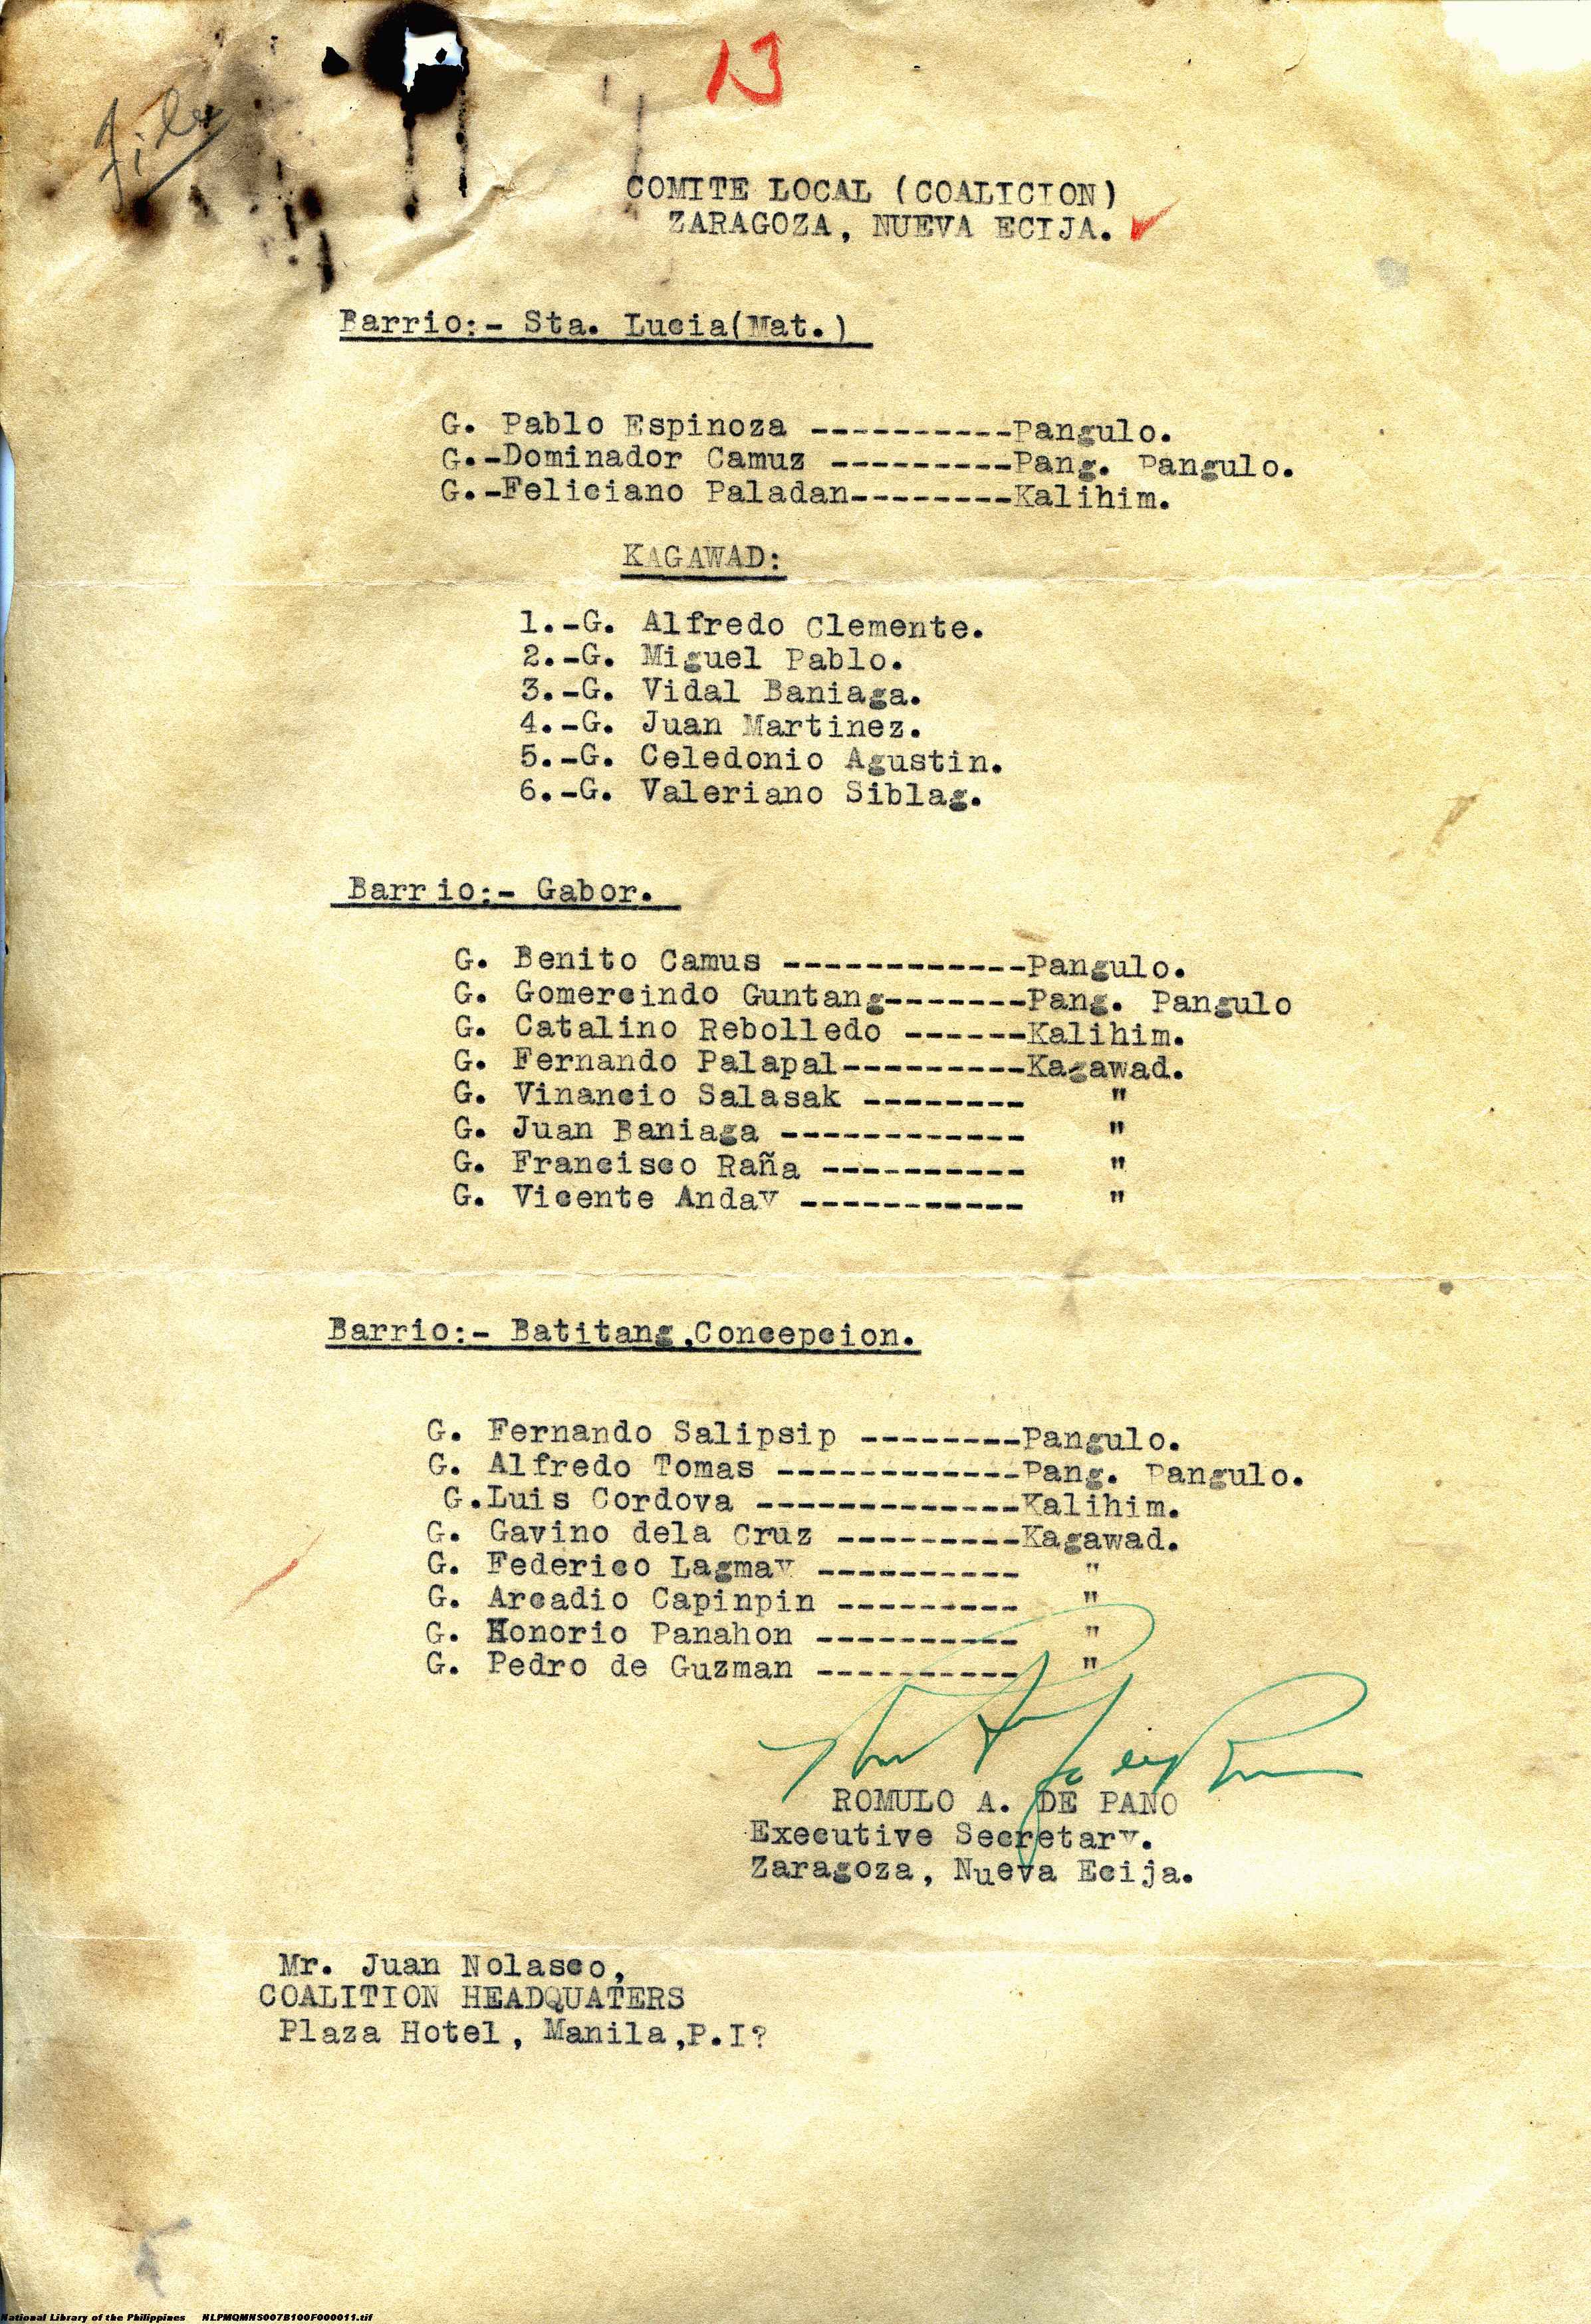 13
File
COMITE LOCAL (COALICION)
ZARAGOZA, NUEVA ECIJA.
Barrio:- Sta. Lucia(Mat.)
G. Pablo Espinoza ----------Pangulo.
G.-Dominador Camuz ---------Pang. Pangulo.
G.-Feliciano Paladan--------Kalihim.
KAGAWAD:
1.-G. Alfredo Clemente.
2.-G. Miguel Pablo.
3.-G. Vidal Baniaga.
4.-G. Juan Martinez.
5.-G. Celedonio Agustin.
6.-G. Valeriano Siblag.
Barrio:- Gabor.
G. Benito Camus ------------Pangulo.
G. Gomercindo Guntang-------Pang. Pangulo
G. Catalino Rebolledo ------Kalihim.
G. Fernando Palapal---------Kagawad.
G. Vinancio Salasak -------- "
G. Juan Baniaga ------------ "
G. Francisco Raña ---------- "
G. Vicente Anday ----------- "
Barrio:- Batitang,Concepcion.
G. Fernando Salipsip --------Pangulo.
G. Alfredo Tomas ------------Pang. Pangulo.
G.Luis Cordova -------------Kalihim.
G. Gavino dela Cruz ---------Kagawad.
G. Federico Lagmay ---------- "
G. Arcadio Capinpin --------- "
G. Honorio Panahon ---------- "
G. Pedro de Guzman ---------- "
ROMULO A. DE PANO
Executive Secretary.
Zaragoza, Nueva Ecija.
Mr. Juan Nolasco,
COALITION HEADQUATERS
Plaza Hotel, Manila,P.I?
National Library of the Philippines NLPMQMNS007B100F000011.tif